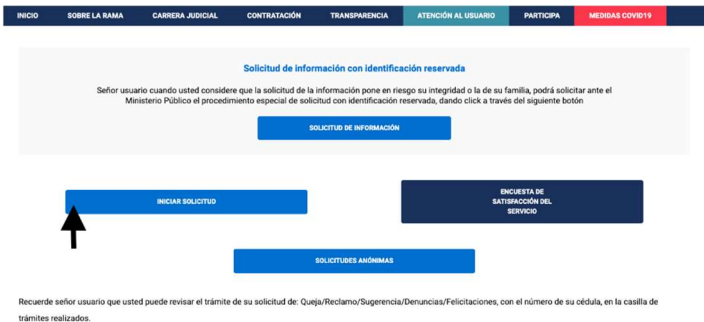 INICIO SOBRE LA RAMA CARRERA JUDICIAL CONTRATACIÓN TRANSPARENCIA ATENCIÓN AL USUARIO PARTICIPA MEDIDAS COVID19
Solicitud de información con identificación reservada
Señor usuario cuando usted considere que la solicitud de la información pone en riesgo su integridad o la de su familia, podrá solicitar ante el
Ministerio Público el procedimiento especial de solicitud con identificación reservada, dando click a través del siguiente botón
SOLICITUD DE INFORMACIÓN
INICIAR SOLICITUD
ENCUESTA DE
SATISFACCIÓN DEL
SERVICIO
SOLICITUDES ANÓNIMAS
Recuerde señor usuario que usted puede revisar el trámite de su solicitud de: Queja/Reclamo/Sugerencia/Denuncias/Felicitaciones, con el número de su cédula, en la casilla de
trámites realizados.